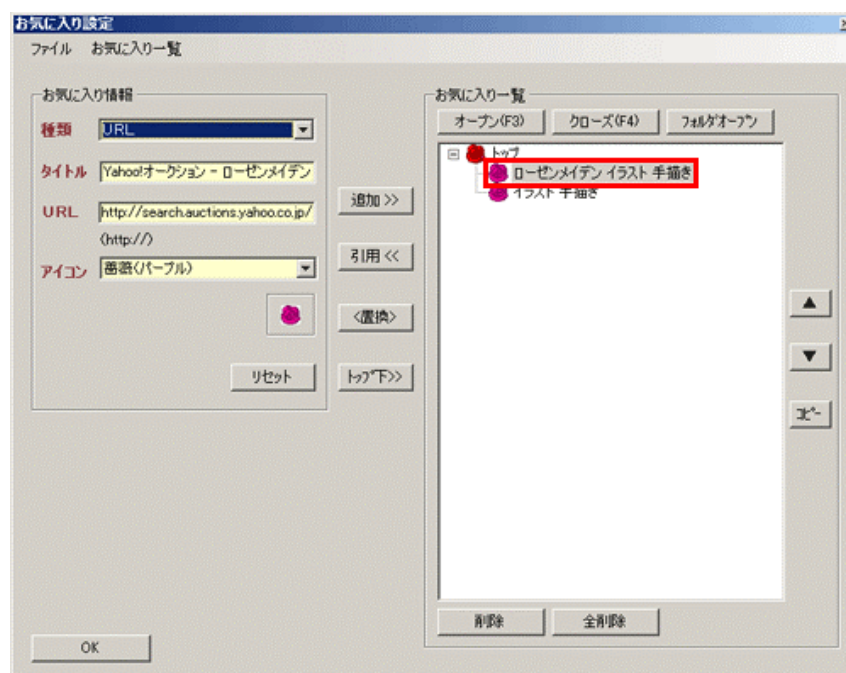 お気に入り設定
ファイル お気に入り一覧
お気に入り情報
種類 URL
タイトル Yahoo!オークション - ローゼンメイデン
URL http://search.auctions.yahoo.co.jp/
(http://)
アイコン 薔薇(パープル)
リセット
追加 >>
引用 <<
<置換>
ﾄｯﾌﾟ下>>
お気に入り一覧
オープン(F3) クローズ(F4) ﾌｫﾙﾀﾞｵｰﾌﾟﾝ
トップ
ローゼンメイデン イラスト 手描き
イラスト 手描き
▲
▼
ｺﾋﾟｰ
削除 全削除
OK